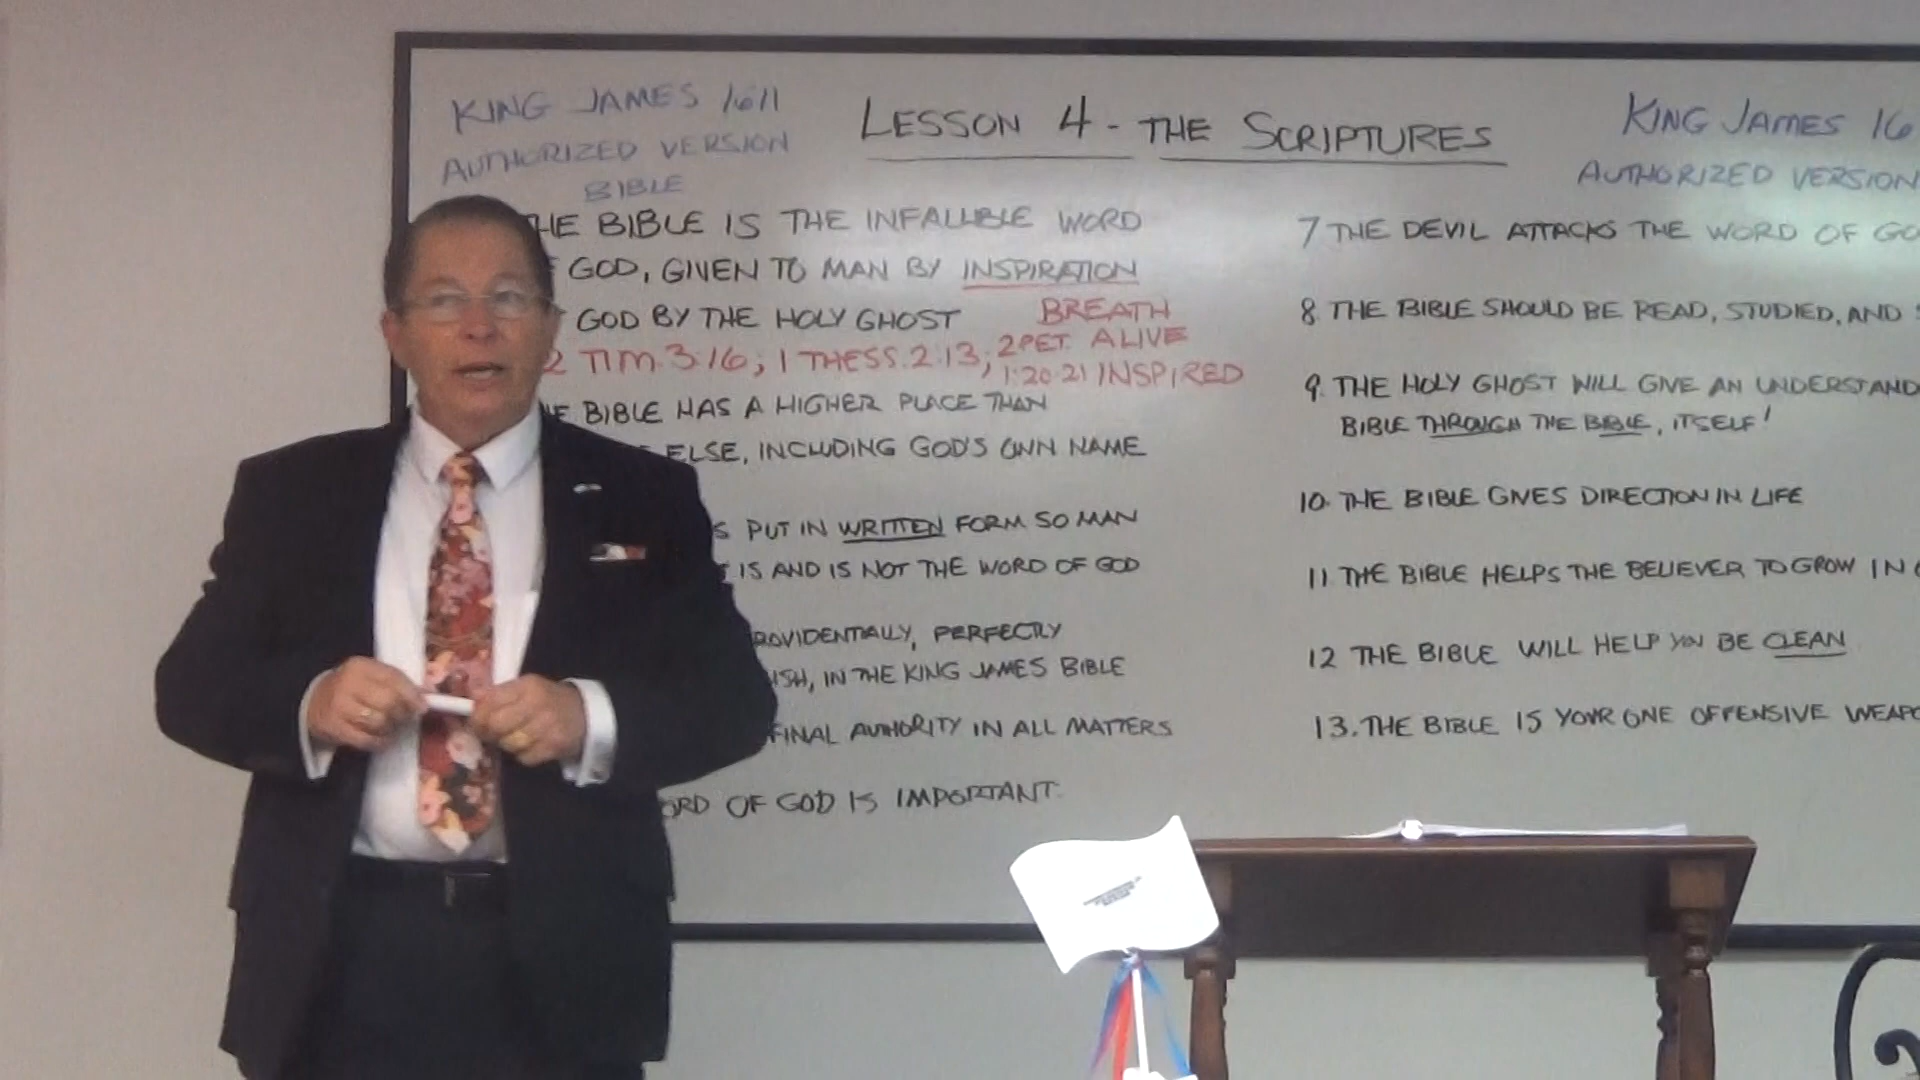 KING JAMES 1611
AUTHORIZED VERSION
BIBLE
LESSON 4 - THE SCRIPTURES
KING JAMES 16
AUTHORIZED VERSION
HE BIBLE IS THE INFALLIBLE WORD
GOD, GIVEN TO MAN BY INSPIRATION
GOD BY THE HOLY GHOST BREATH
2 TIM. 3:16; 1 THESS. 2:13; 2 PET. ALIVE
1:20-21 INSPIRED
E BIBLE HAS A HIGHER PLACE THAN
ELSE, INCLUDING GOD'S OWN NAME
S PUT IN WRITTEN FORM SO MAN
IS AND IS NOT THE WORD OF GOD
ROVIDENTIALLY, PERFECTLY
ISH, IN THE KING JAMES BIBLE
FINAL AUTHORITY IN ALL MATTERS
ORD OF GOD IS IMPORTANT.
7 THE DEVIL ATTACKS THE WORD OF GO
8. THE BIBLE SHOULD BE READ, STUDIED, AND
9. THE HOLY GHOST WILL GIVE AN UNDERSTAND
BIBLE THROUGH THE BIBLE, ITSELF!
10. THE BIBLE GIVES DIRECTION IN LIFE
11. THE BIBLE HELPS THE BELIEVER TO GROW IN
12 THE BIBLE WILL HELP YOU BE CLEAN
13. THE BIBLE IS YOUR ONE OFFENSIVE WEAPO